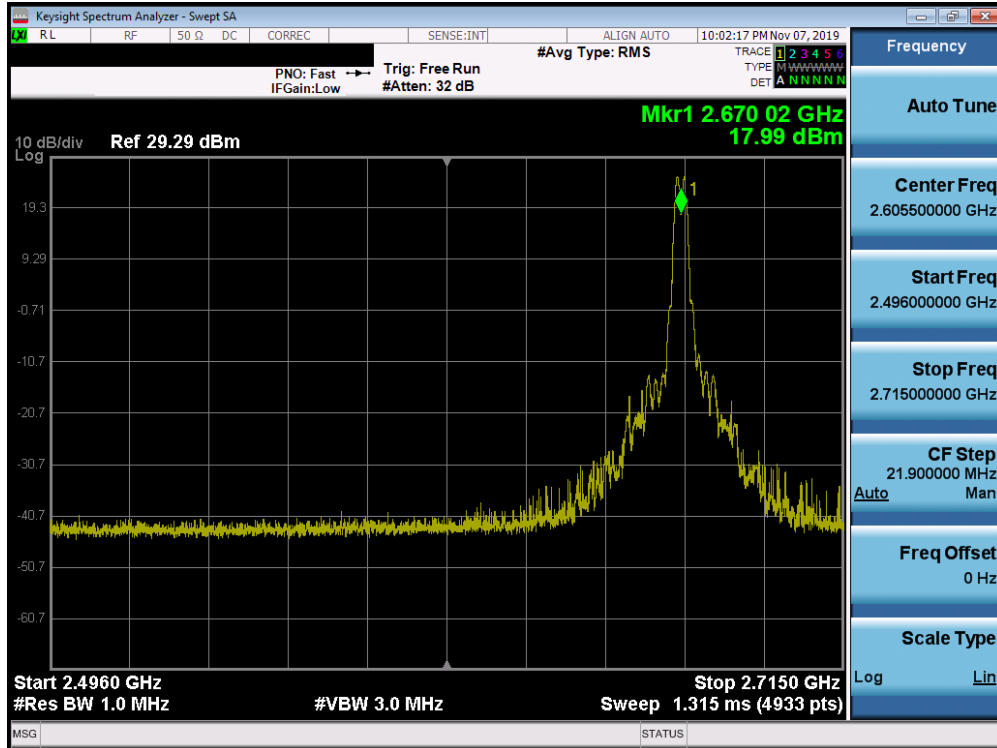 Keysight Spectrum Analyzer - Swept SA
LXI RL RF 50 Ω DC CORREC SENSE:INT ALIGN AUTO 10:02:17 PM Nov 07, 2019
#Avg Type: RMS TRACE 1 2 3 4 5 6
PNO: Fast Trig: Free Run TYPE M WWWWW
IFGain:Low #Atten: 32 dB DET A N N N N N
Mkr1 2.670 02 GHz
17.99 dBm
10 dB/div Ref 29.29 dBm
Log
1
19.3
9.29
-0.71
-10.7
-20.7
-30.7
-40.7
-50.7
-60.7
Start 2.4960 GHz Stop 2.7150 GHz
#Res BW 1.0 MHz #VBW 3.0 MHz Sweep 1.315 ms (4933 pts)
MSG STATUS
Frequency
Auto Tune
Center Freq
2.605500000 GHz
Start Freq
2.496000000 GHz
Stop Freq
2.715000000 GHz
CF Step
21.900000 MHz
Auto Man
Freq Offset
0 Hz
Scale Type
Log Lin